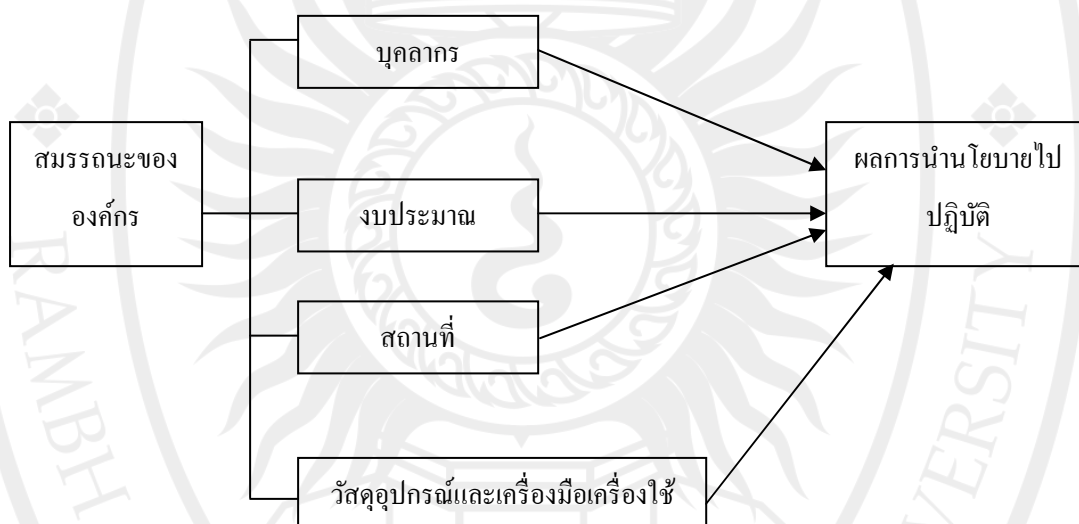 บุคลากร
สมรรถนะของ
องค์กร
งบประมาณ
สถานที่
วัสดุอุปกรณ์และเครื่องมือเครื่องใช้
ผลการนำนโยบายไป
ปฏิบัติ
RAMBH
VERSITY